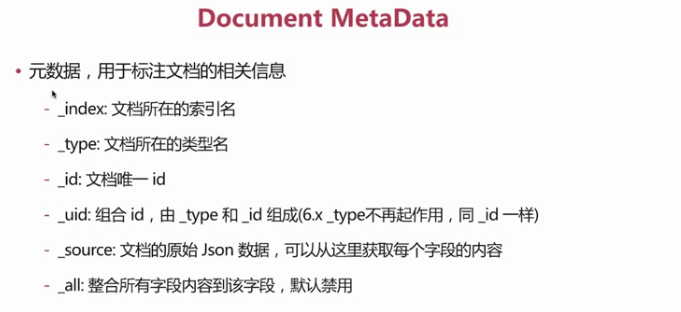 Document MetaData
• 元数据，用于标注文档的相关信息
- _index: 文档所在的索引名
- _type: 文档所在的类型名
- _id: 文档唯一 id
- _uid: 组合 id，由 _type 和 _id 组成(6.x _type不再起作用，同 _id 一样)
- _source: 文档的原始 Json 数据，可以从这里获取每个字段的内容
- _all: 整合所有字段内容到该字段，默认禁用